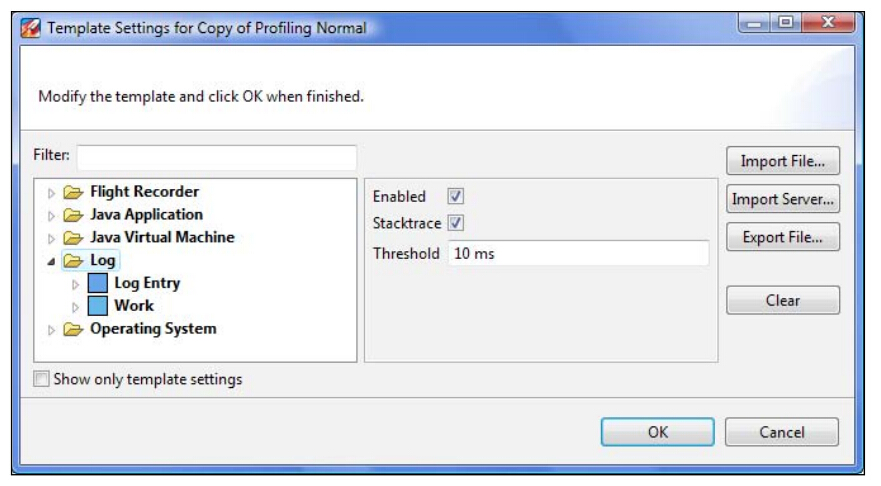 Template Settings for Copy of Profiling Normal
Modify the template and click OK when finished.
Filter:
Import File...
Flight Recorder
Java Application
Java Virtual Machine
Log
Log Entry
Work
Operating System
Enabled
Stacktrace
Threshold 10 ms
Import Server...
Export File...
Clear
Show only template settings
OK
Cancel